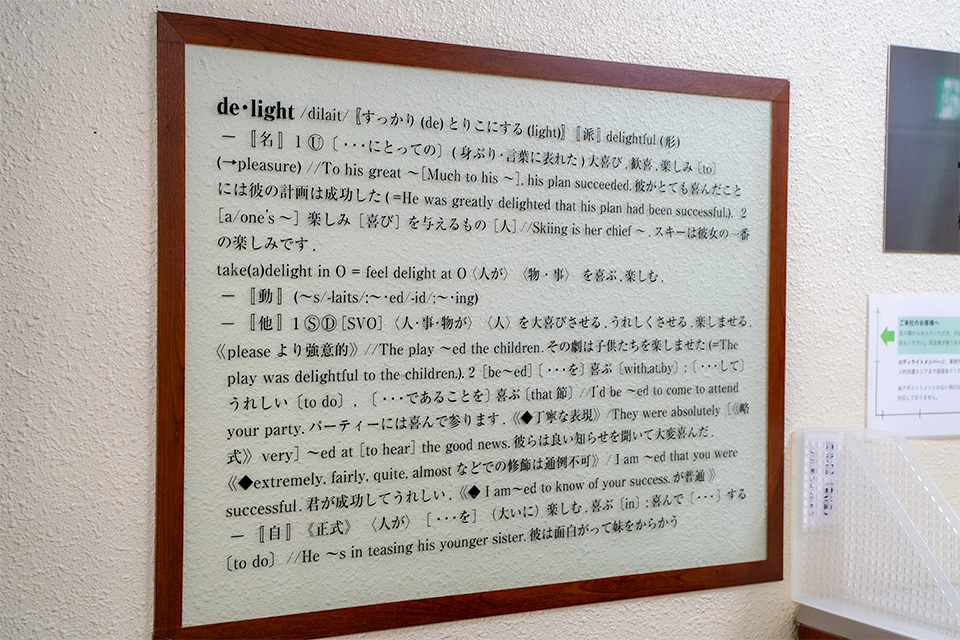 de・light /dilait/〖すっかり(de)とりこにする(light)〗〖派〗delightful (形)
― 『名』 1 Ⓤ 〔・・・にとっての〕(身ぶり・言葉に表れた)大喜び, 歓喜, 楽しみ〔to〕
(→pleasure) //To his great ～[Much to his ～], his plan succeeded. 彼がとても喜んだこと
には彼の計画は成功した(=He was greatly delighted that his plan had been successful.). 2
[a/one's～] 楽しみ [喜び] を与えるもの [人]//Skiing is her chief ～. スキーは彼女の一番
の楽しみです.
take(a)delight in O = feel delight at O〈人が〉〈物・事〉を喜ぶ, 楽しむ.
― 『動』(～s/-laits/;～・ed/-id/;～・ing)
― 『他』1ⓈⒹ[SVO]〈人・事・物が〉〈人〉を大喜びさせる, うれしくさせる, 楽しませる.
《please より強意的》//The play ～ed the children. その劇は子供たちを楽しませた(=The
play was delightful to the children.). 2 [be～ed]〔・・・を〕喜ぶ〔with,at,by〕:〔・・・して〕
うれしい〔to do〕, 〔・・・であることを〕喜ぶ〔that 節〕//I'd be ～ed to come to attend
your party. パーティーには喜んで参ります.《◆丁寧な表現》/They were absolutely [《略
式》very] ～ed at [to hear] the good news. 彼らは良い知らせを聞いて大変喜んだ.
《◆extremely, fairly, quite, almost などでの修飾は通例不可》/ I am ～ed that you were
successful. 君が成功してうれしい.《◆ I am～ed to know of your success. が普通 》
― 『自』《正式》〈人が〉〔・・・を〕(大いに)楽しむ, 喜ぶ〔in〕:喜んで〔・・・〕する
〔to do〕//He ～s in teasing his younger sister. 彼は面白がって妹をからかう
ご来社のお客様へ